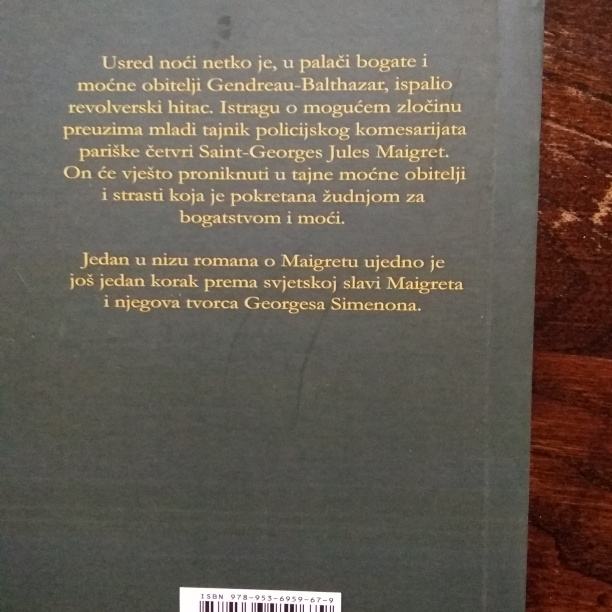 Usred noći netko je, u palači bogate i
moćne obitelji Gendreau-Balthazar, ispalio
revolverski hitac. Istragu o mogućem zločinu
preuzima mladi tajnik policijskog komesarijata
pariške četvri Saint-Georges Jules Maigret.
On će vješto proniknuti u tajne moćne obitelji
i strasti koja je pokretana žudnjom za
bogatstvom i moći.
Jedan u nizu romana o Maigretu ujedno je
još jedan korak prema svjetskoj slavi Maigreta
i njegova tvorca Georgesa Simenona.
ISBN 978-953-6959-67-9